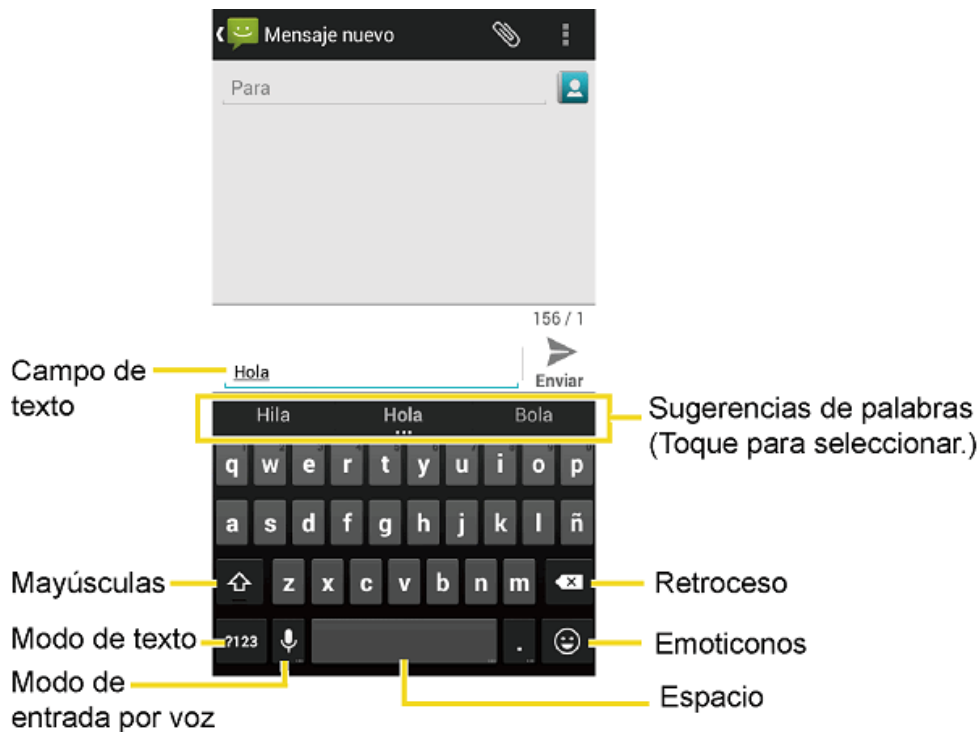 Mensaje nuevo
Para
156 / 1
Campo de
texto
Hola
Enviar
Hila Hola Bola
Sugerencias de palabras
(Toque para seleccionar.)
q w e r t y u i o p
a s d f g h j k l ñ
Mayúsculas
z x c v b n m
Retroceso
Modo de texto
?123
.
Emoticonos
Modo de
entrada por voz
Espacio